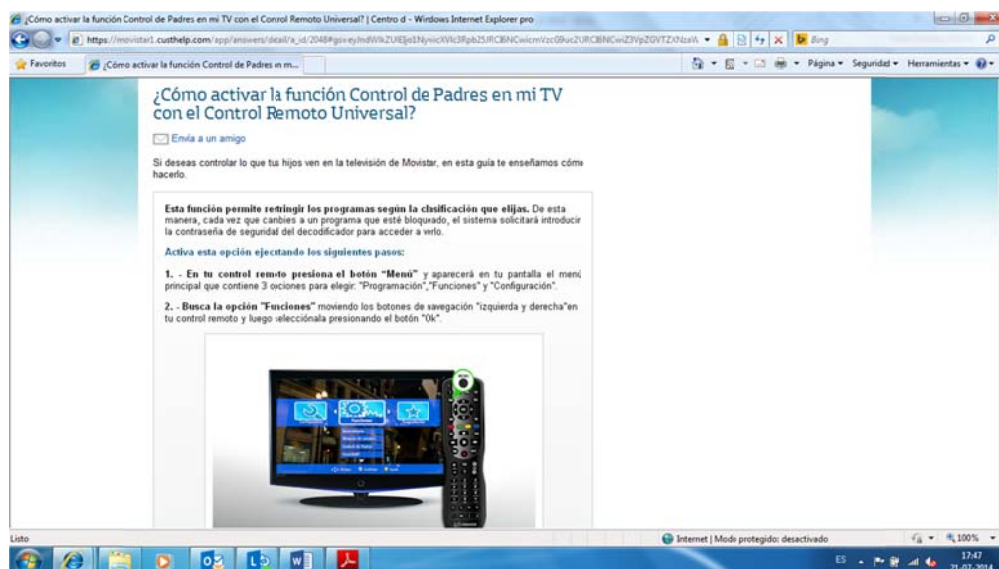 ¿Cómo activar la función Control de Padres en mi TV con el Conrol Remoto Universal? | Centro d - Windows Internet Explorer pro
Bing
Favoritos
¿Cómo activar la función Control de Padres en m...
Página
Seguridad
Herramientas
¿Cómo activar la función Control de Padres en mi TV
con el Control Remoto Universal?
Envía a un amigo
Si deseas controlar lo que tus hijos ven en la televisión de Movistar, en esta guía te enseñamos cómo
hacerlo.
Esta función permite restringir los programas según la clasificación que elijas. De esta
manera, cada vez que cambies a un programa que esté bloqueado, el sistema solicitará introducir
la contraseña de seguridad del decodificador para acceder a verlo.
Activa esta opción ejecutando los siguientes pasos:
1. - En tu control remoto presiona el botón “Menú” y aparecerá en tu pantalla el menú
principal que contiene 3 opciones para elegir: "Programación","Funciones" y "Configuración".
2. - Busca la opción "Funciones" moviendo los botones de navegación "izquierda y derecha"en
tu control remoto y luego selecciónala presionando el botón "Ok".
Listo
Internet | Modo protegido: desactivado
100%
ES
17:47
21-07-2014